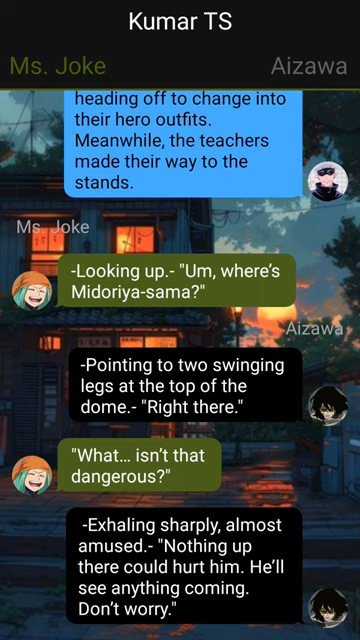 Kumar TS
Ms. Joke
Aizawa
heading off to change into
their hero outfits.
Meanwhile, the teachers
made their way to the
stands.
Ms. Joke
-Looking up.- "Um, where’s
Midoriya-sama?"
Aizawa
-Pointing to two swinging
legs at the top of the
dome.- "Right there."
"What... isn’t that
dangerous?"
-Exhaling sharply, almost
amused.- "Nothing up
there could hurt him. He’ll
see anything coming.
Don’t worry."